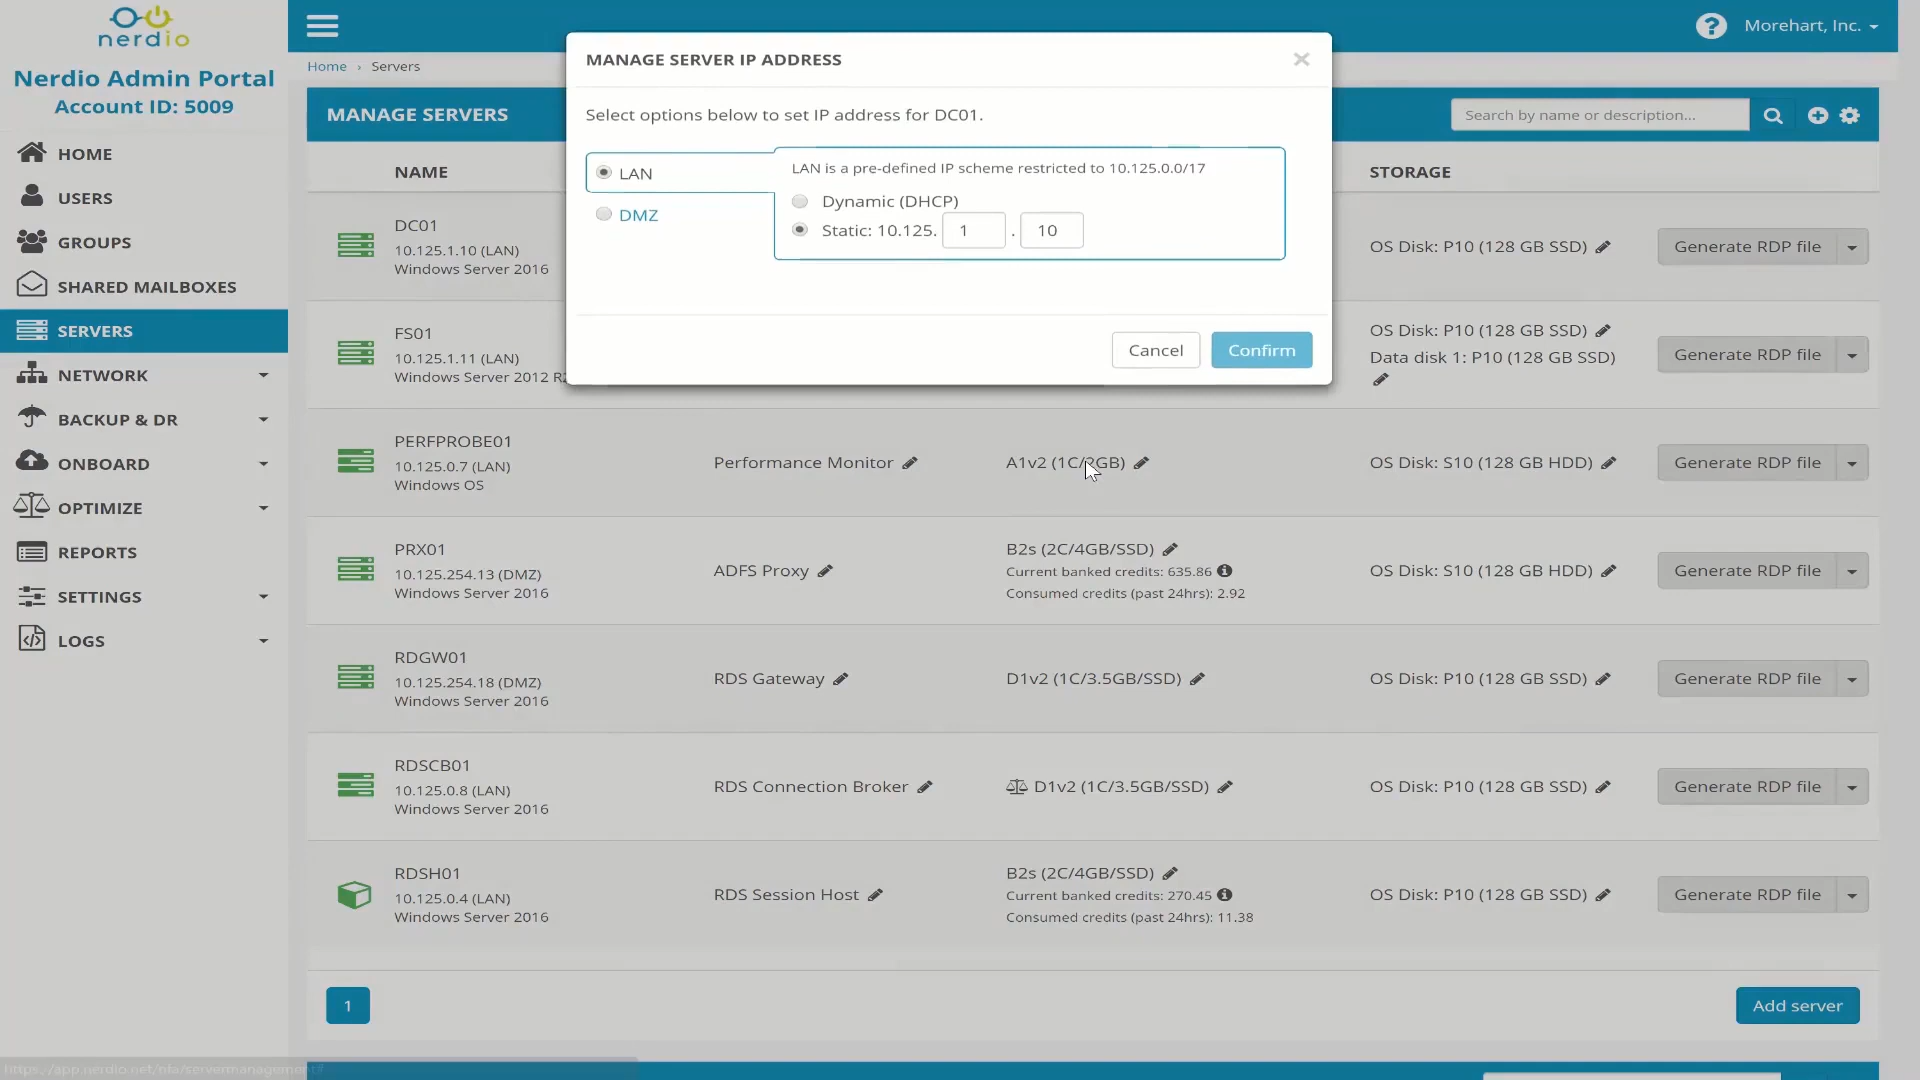 nerdio
Nerdio Admin Portal
Account ID: 5009
HOME
USERS
GROUPS
SHARED MAILBOXES
SERVERS
NETWORK
BACKUP & DR
ONBOARD
OPTIMIZE
REPORTS
SETTINGS
LOGS
? Morehart, Inc.
Home › Servers
MANAGE SERVERS
Search by name or description...
NAME STORAGE
MANAGE SERVER IP ADDRESS ×
Select options below to set IP address for DC01.
LAN
DMZ
LAN is a pre-defined IP scheme restricted to 10.125.0.0/17
Dynamic (DHCP)
Static: 10.125. 1 . 10
Cancel Confirm
DC01
10.125.1.10 (LAN)
Windows Server 2016
OS Disk: P10 (128 GB SSD)
Generate RDP file
FS01
10.125.1.11 (LAN)
Windows Server 2012 R2
OS Disk: P10 (128 GB SSD)
Data disk 1: P10 (128 GB SSD)
Generate RDP file
PERFPROBE01
10.125.0.7 (LAN)
Windows OS
Performance Monitor
A1v2 (1C/2GB)
OS Disk: S10 (128 GB HDD)
Generate RDP file
PRX01
10.125.254.13 (DMZ)
Windows Server 2016
ADFS Proxy
B2s (2C/4GB/SSD)
Current banked credits: 635.86
Consumed credits (past 24hrs): 2.92
OS Disk: S10 (128 GB HDD)
Generate RDP file
RDGW01
10.125.254.18 (DMZ)
Windows Server 2016
RDS Gateway
D1v2 (1C/3.5GB/SSD)
OS Disk: P10 (128 GB SSD)
Generate RDP file
RDSCB01
10.125.0.8 (LAN)
Windows Server 2016
RDS Connection Broker
D1v2 (1C/3.5GB/SSD)
OS Disk: P10 (128 GB SSD)
Generate RDP file
RDSH01
10.125.0.4 (LAN)
Windows Server 2016
RDS Session Host
B2s (2C/4GB/SSD)
Current banked credits: 270.45
Consumed credits (past 24hrs): 11.38
OS Disk: P10 (128 GB SSD)
Generate RDP file
1
Add server